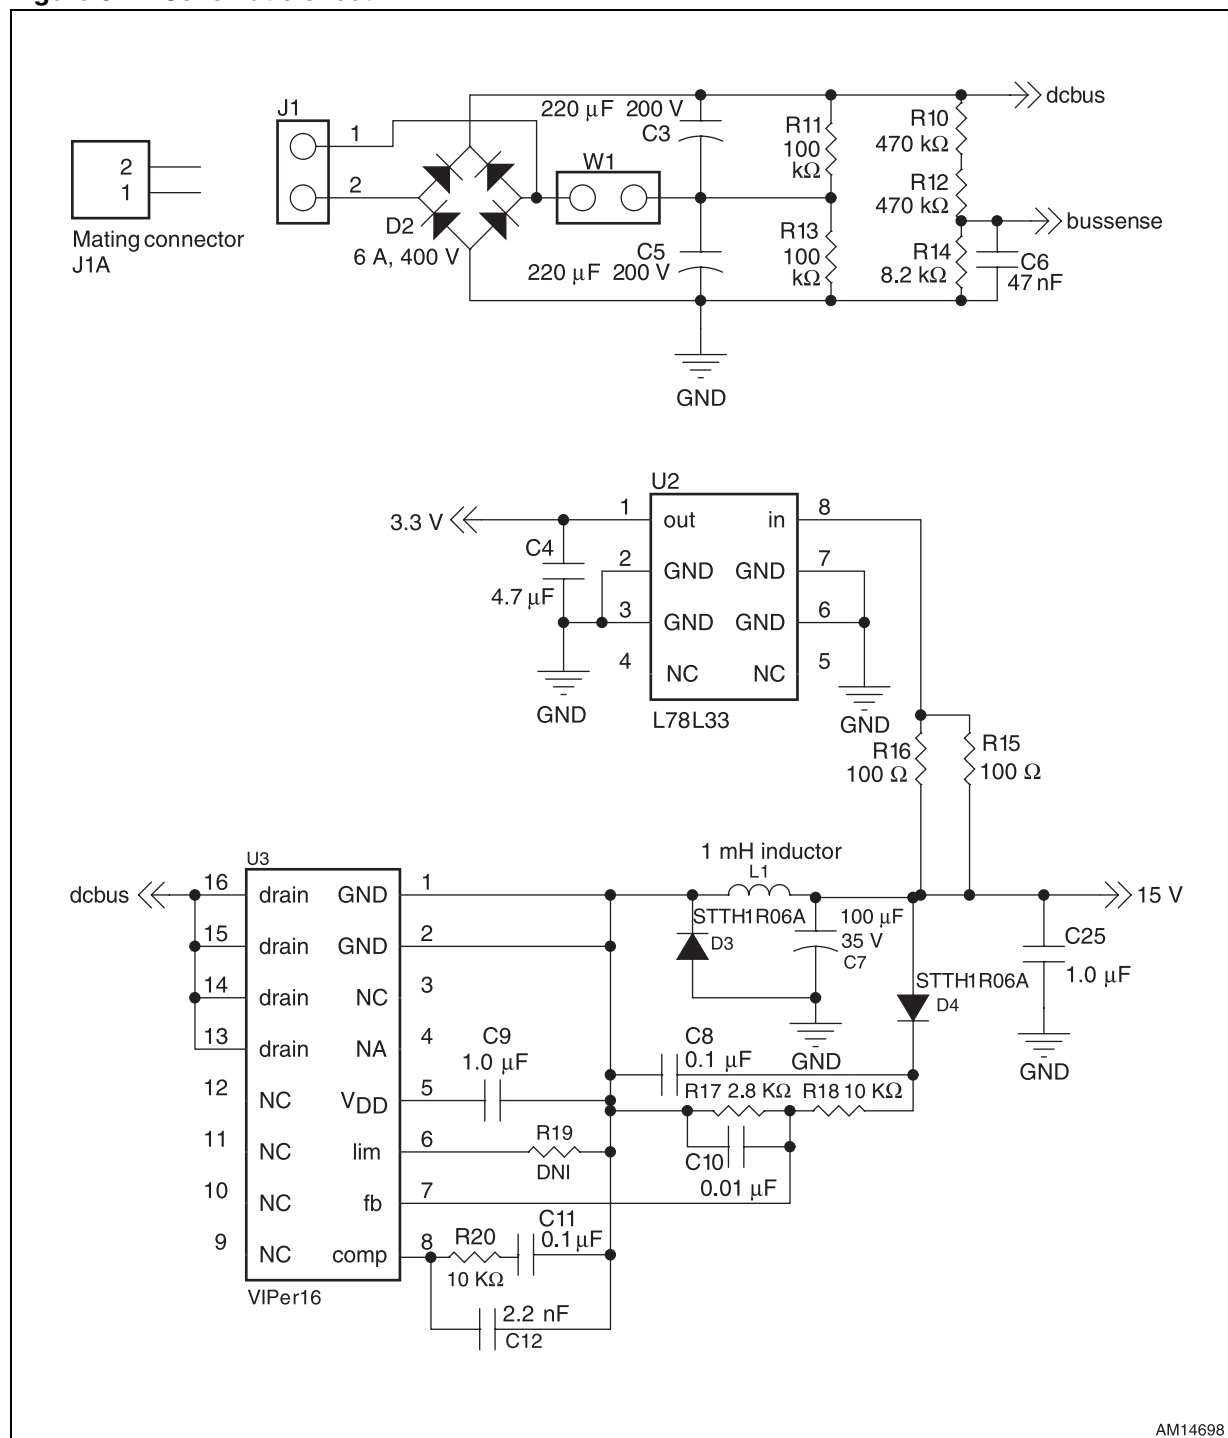 J1
1
2
2
1
Mating connector
J1A
D2
6 A, 400 V
220 μF 200 V
C3
W1
C5
220 μF 200 V
R11
100
kΩ
R13
100
kΩ
R10
470 kΩ
R12
470 kΩ
R14
8.2 kΩ
C6
47 nF
dcbus
bussense
GND
U2
3.3 V
1
out
in
8
C4
4.7 μF
2
GND
GND
7
3
GND
GND
6
4
NC
NC
5
GND
L78L33
GND
R16
100 Ω
R15
100 Ω
U3
dcbus
16
drain
GND
1
15
drain
GND
2
14
drain
NC
3
13
drain
NA
4
12
NC
VDD
5
11
NC
lim
6
10
NC
fb
7
9
NC
comp
8
VIPer16
1 mH inductor
L1
STTH1R06A
D3
100 μF
35 V
C7
GND
15 V
C25
1.0 μF
GND
STTH1R06A
D4
C9
1.0 μF
C8
0.1 μF
R17 2.8 KΩ
R18 10 KΩ
C10
0.01 μF
R19
DNI
R20
10 KΩ
C11
0.1 μF
2.2 nF
C12
AM14698